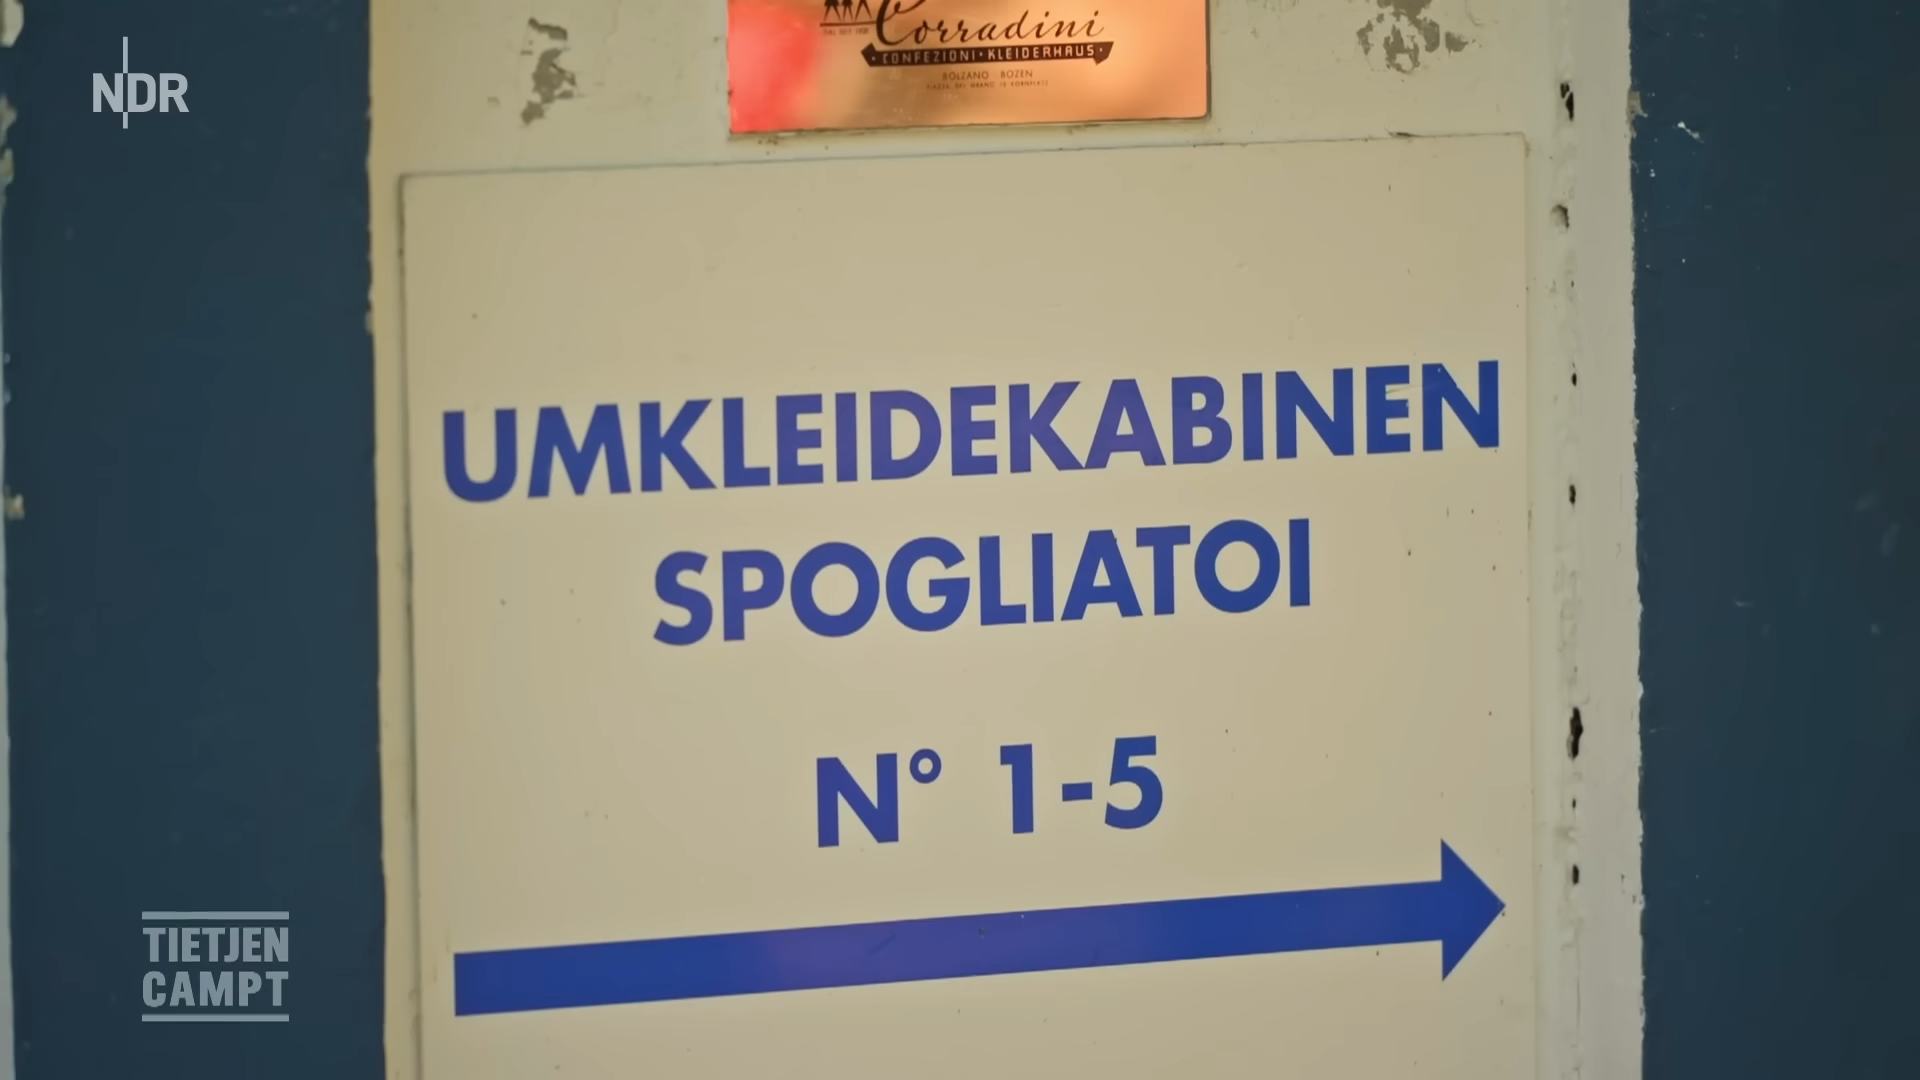 Corradini
CONFEZIONI · KLEIDERHAUS
BOLZANO BOZEN
NDR
UMKLEIDEKABINEN
SPOGLIATOI
N° 1-5
TIETJEN
CAMPT